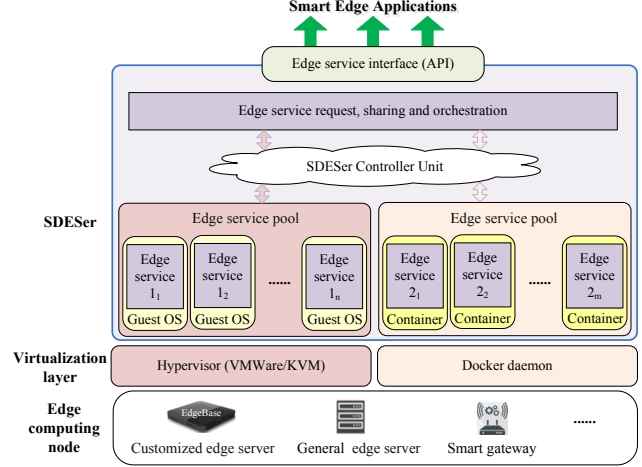 Smart Edge Applications
Edge service interface (API)
Edge service request, sharing and orchestration
SDESer Controller Unit
SDESer
Edge service pool
Edge service pool
Edge
service
1₁
Guest OS
Edge
service
1₂
Guest OS
......
Edge
service
1ₙ
Guest OS
Edge
service
2₁
Container
Edge
service
2₂
Container
......
Edge
service
2ₘ
Container
Virtualization
layer
Hypervisor (VMWare/KVM)
Docker daemon
Edge
computing
node
EdgeBase
Customized edge server
General edge server
Smart gateway
......